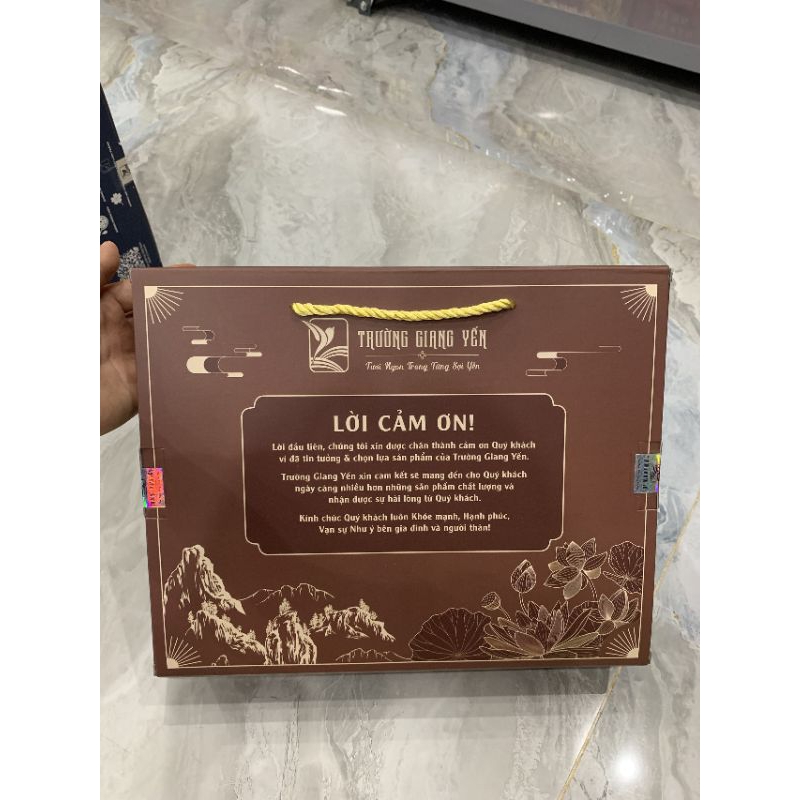 TRƯỜNG GIANG YẾN
Tươi Ngon Trong Từng Sợi Yến
LỜI CẢM ƠN!
Lời đầu tiên, chúng tôi xin được chân thành cảm ơn Quý khách
vì đã tin tưởng & chọn lựa sản phẩm của Trường Giang Yến.
Trường Giang Yến xin cam kết sẽ mang đến cho Quý khách
ngày càng nhiều hơn những sản phẩm chất lượng và
nhận được sự hài lòng từ Quý khách.
Kính chúc Quý khách luôn Khỏe mạnh, Hạnh phúc,
Vạn sự Như ý bên gia đình và người thân!